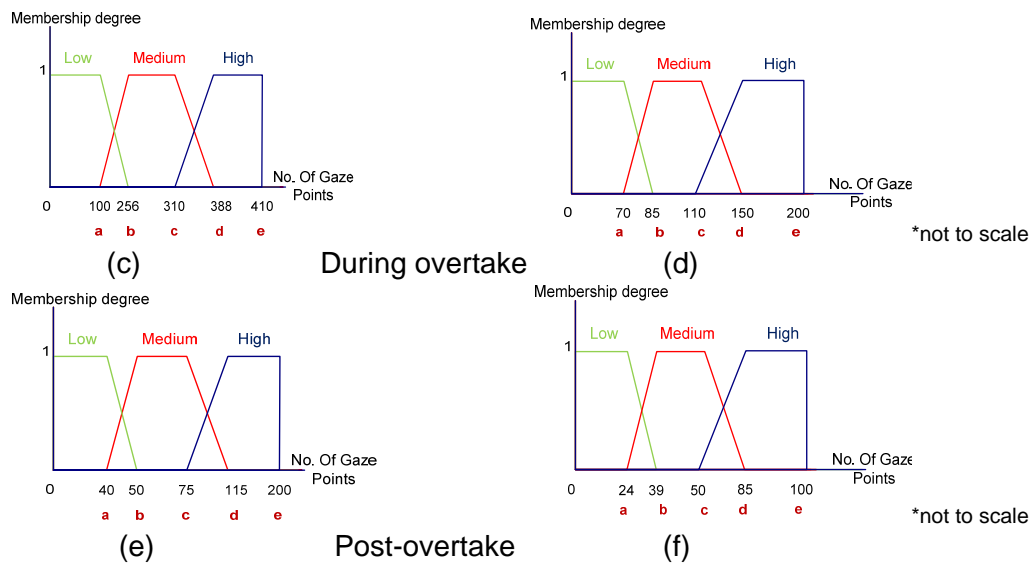 Membership degree
1
Low
Medium
High
No. Of Gaze
Points
0 100 256 310 388 410
a b c d e
(c)
Membership degree
1
Low
Medium
High
No. Of Gaze
Points
0 70 85 110 150 200
a b c d e
(d)
*not to scale
During overtake
Membership degree
1
Low
Medium
High
No. Of Gaze
Points
0 40 50 75 115 200
a b c d e
(e)
Membership degree
1
Low
Medium
High
No. Of Gaze
Points
0 24 39 50 85 100
a b c d e
(f)
*not to scale
Post-overtake